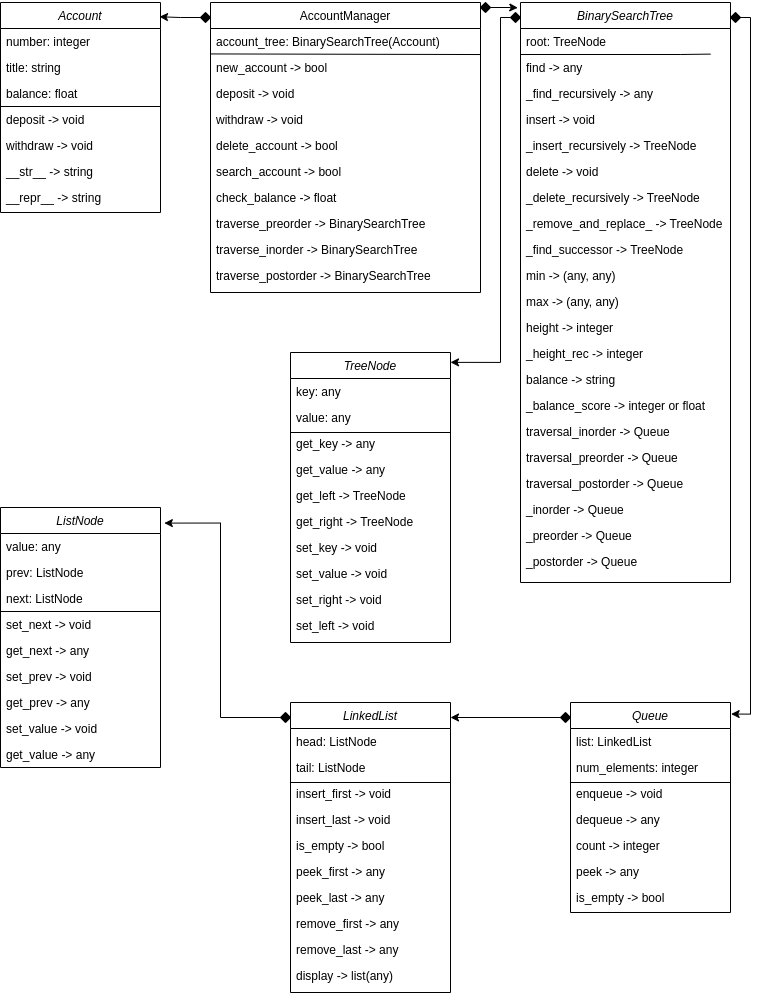 Account
number: integer
title: string
balance: float
deposit -> void
withdraw -> void
__str__ -> string
__repr__ -> string
AccountManager
account_tree: BinarySearchTree(Account)
new_account -> bool
deposit -> void
withdraw -> void
delete_account -> bool
search_account -> bool
check_balance -> float
traverse_preorder -> BinarySearchTree
traverse_inorder -> BinarySearchTree
traverse_postorder -> BinarySearchTree
BinarySearchTree
root: TreeNode
find -> any
_find_recursively -> any
insert -> void
_insert_recursively -> TreeNode
delete -> void
_delete_recursively -> TreeNode
_remove_and_replace_ -> TreeNode
_find_successor -> TreeNode
min -> (any, any)
max -> (any, any)
height -> integer
_height_rec -> integer
balance -> string
_balance_score -> integer or float
traversal_inorder -> Queue
traversal_preorder -> Queue
traversal_postorder -> Queue
_inorder -> Queue
_preorder -> Queue
_postorder -> Queue
TreeNode
key: any
value: any
get_key -> any
get_value -> any
get_left -> TreeNode
get_right -> TreeNode
set_key -> void
set_value -> void
set_right -> void
set_left -> void
ListNode
value: any
prev: ListNode
next: ListNode
set_next -> void
get_next -> any
set_prev -> void
get_prev -> any
set_value -> void
get_value -> any
LinkedList
head: ListNode
tail: ListNode
insert_first -> void
insert_last -> void
is_empty -> bool
peek_first -> any
peek_last -> any
remove_first -> any
remove_last -> any
display -> list(any)
Queue
list: LinkedList
num_elements: integer
enqueue -> void
dequeue -> any
count -> integer
peek -> any
is_empty -> bool